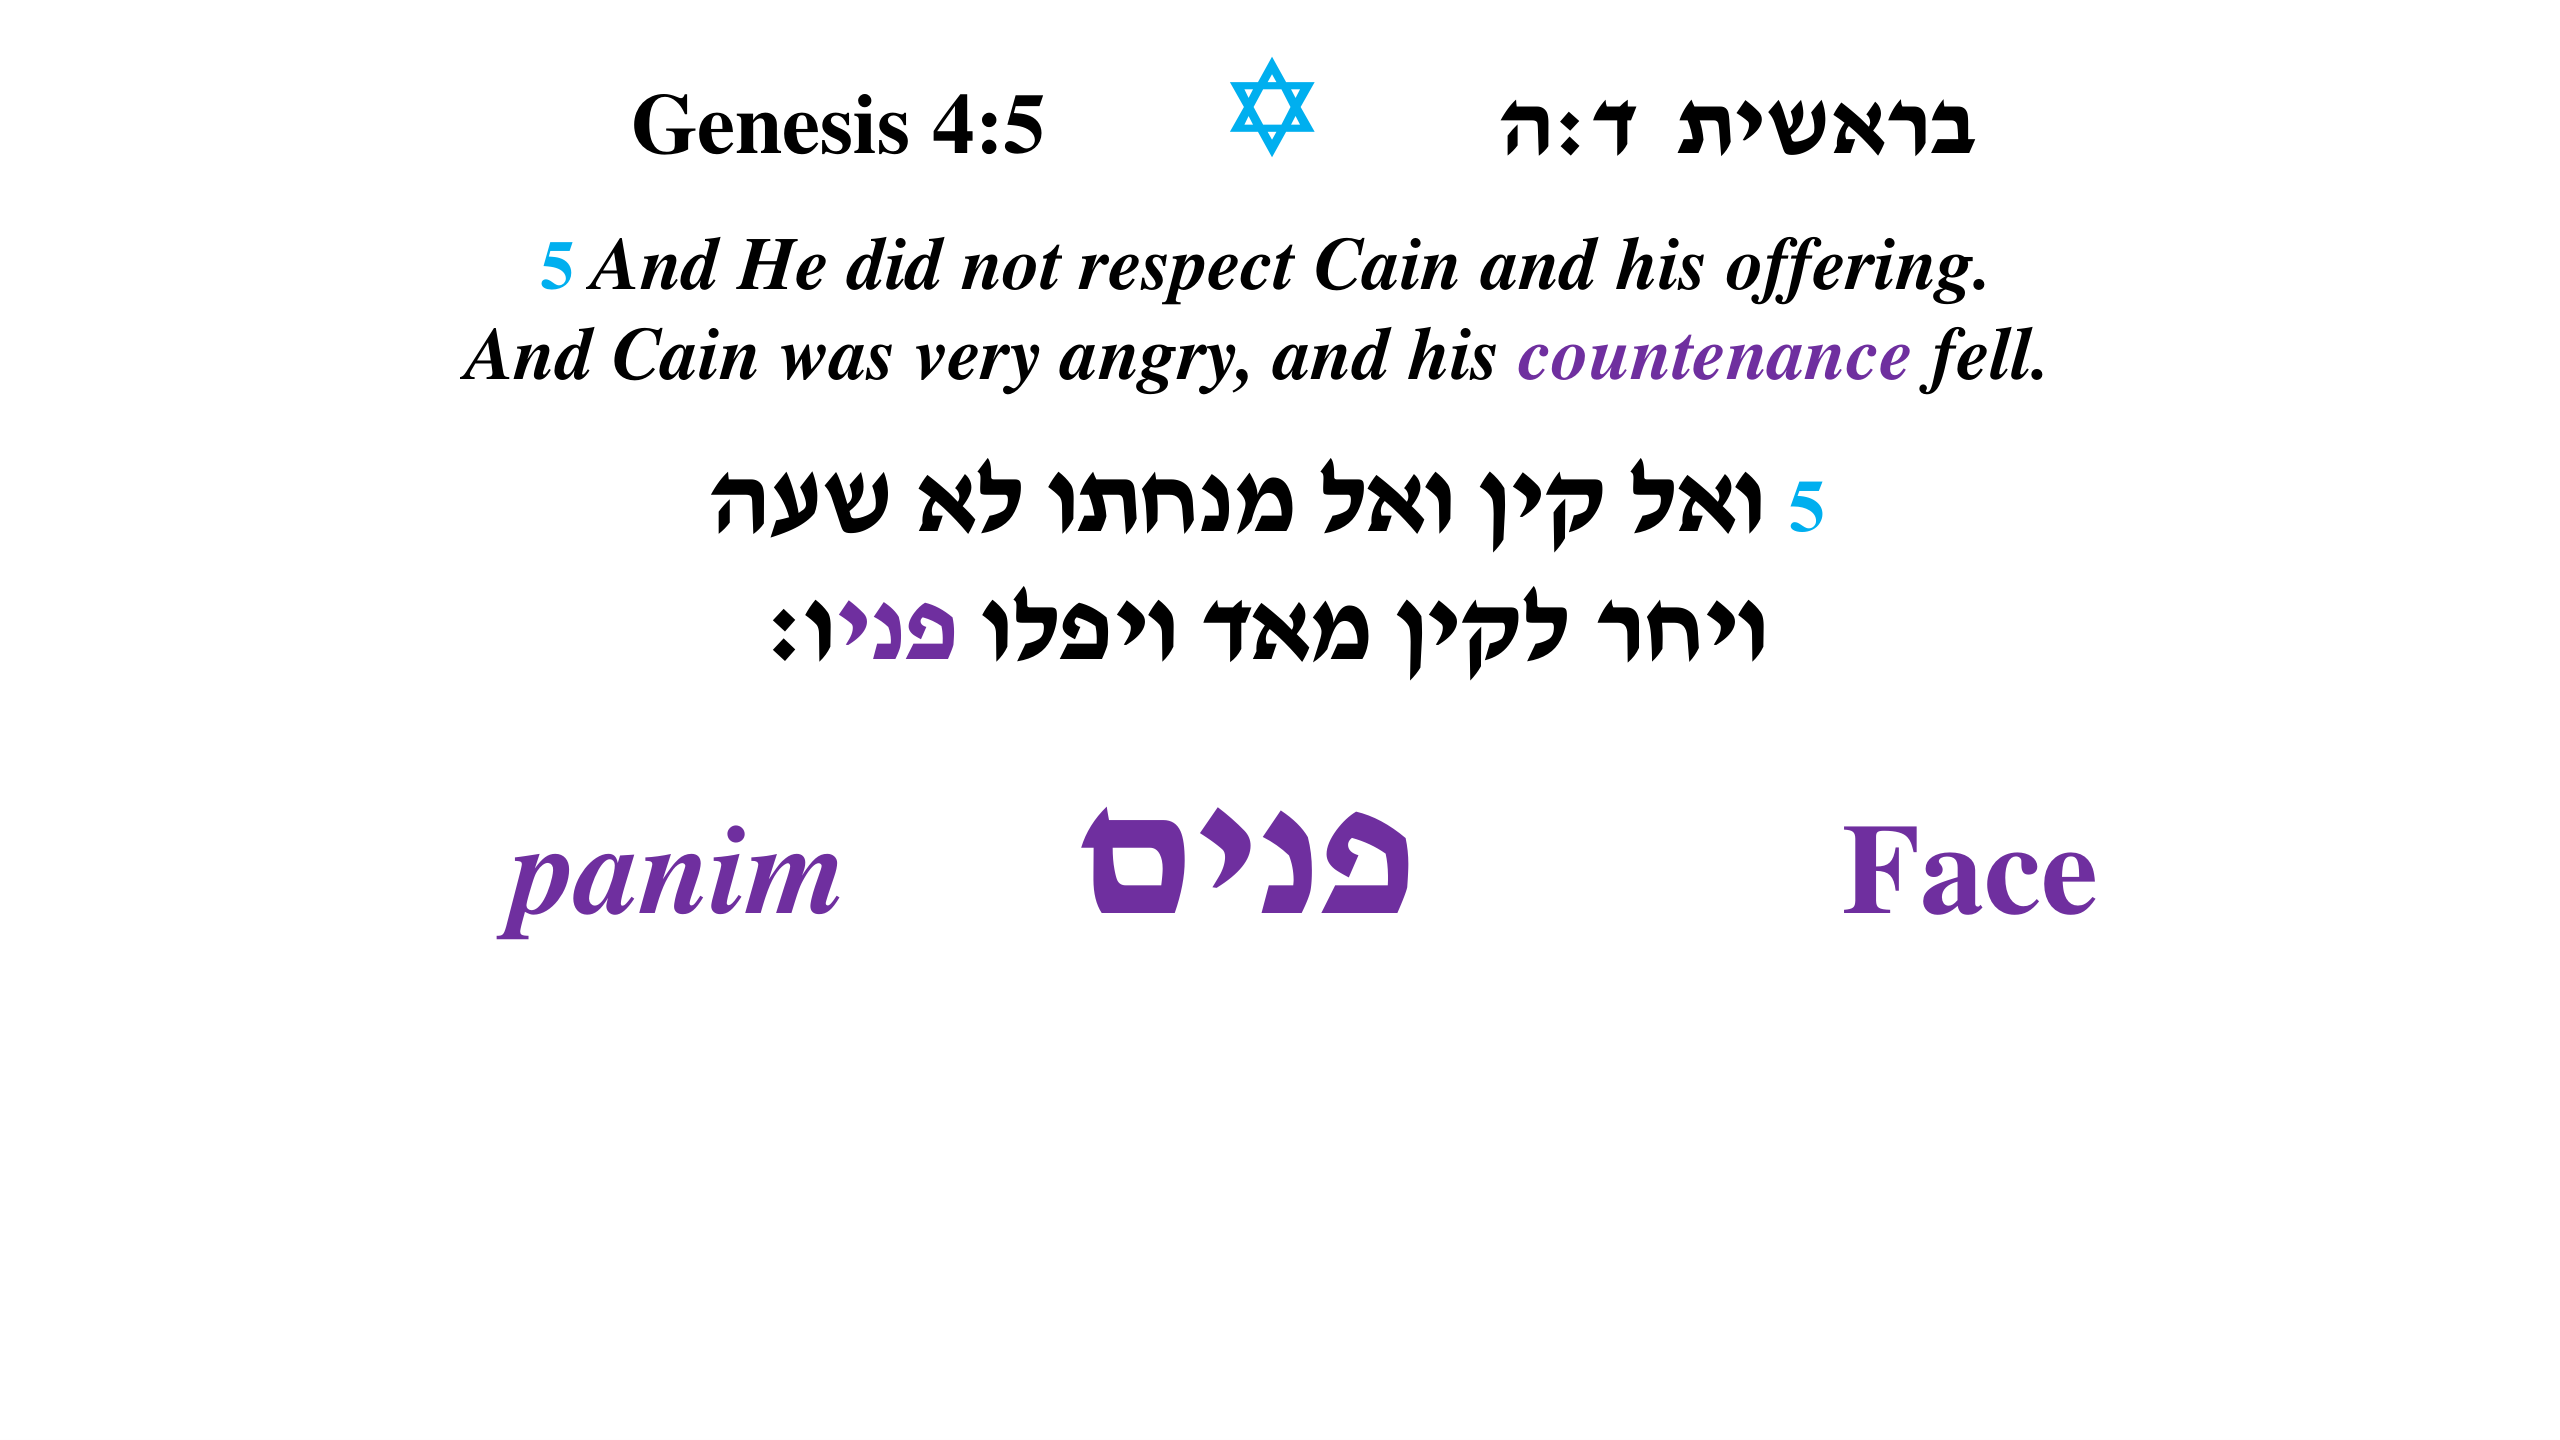 Genesis 4:5 ✡ בראשית ד:ה
5 And He did not respect Cain and his offering.
And Cain was very angry, and his countenance fell.
5 ואל קין ואל מנחתו לא שעה
ויחר לקין מאד ויפלו פניו:
panim פנים Face